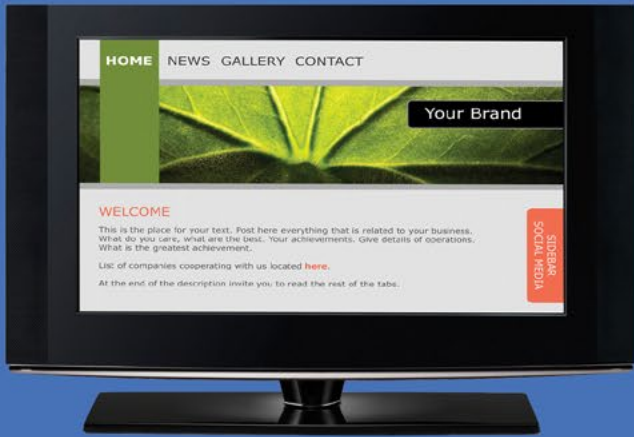 HOME NEWS GALLERY CONTACT
Your Brand
WELCOME
This is the place for your text. Post here everything that is related to your business.
What do you care, what are the best. Your achievements. Give details of operations.
What is the greatest achievement.
List of companies cooperating with us located here.
At the end of the description invite you to read the rest of the tabs.
SIDEBAR
SOCIAL MEDIA